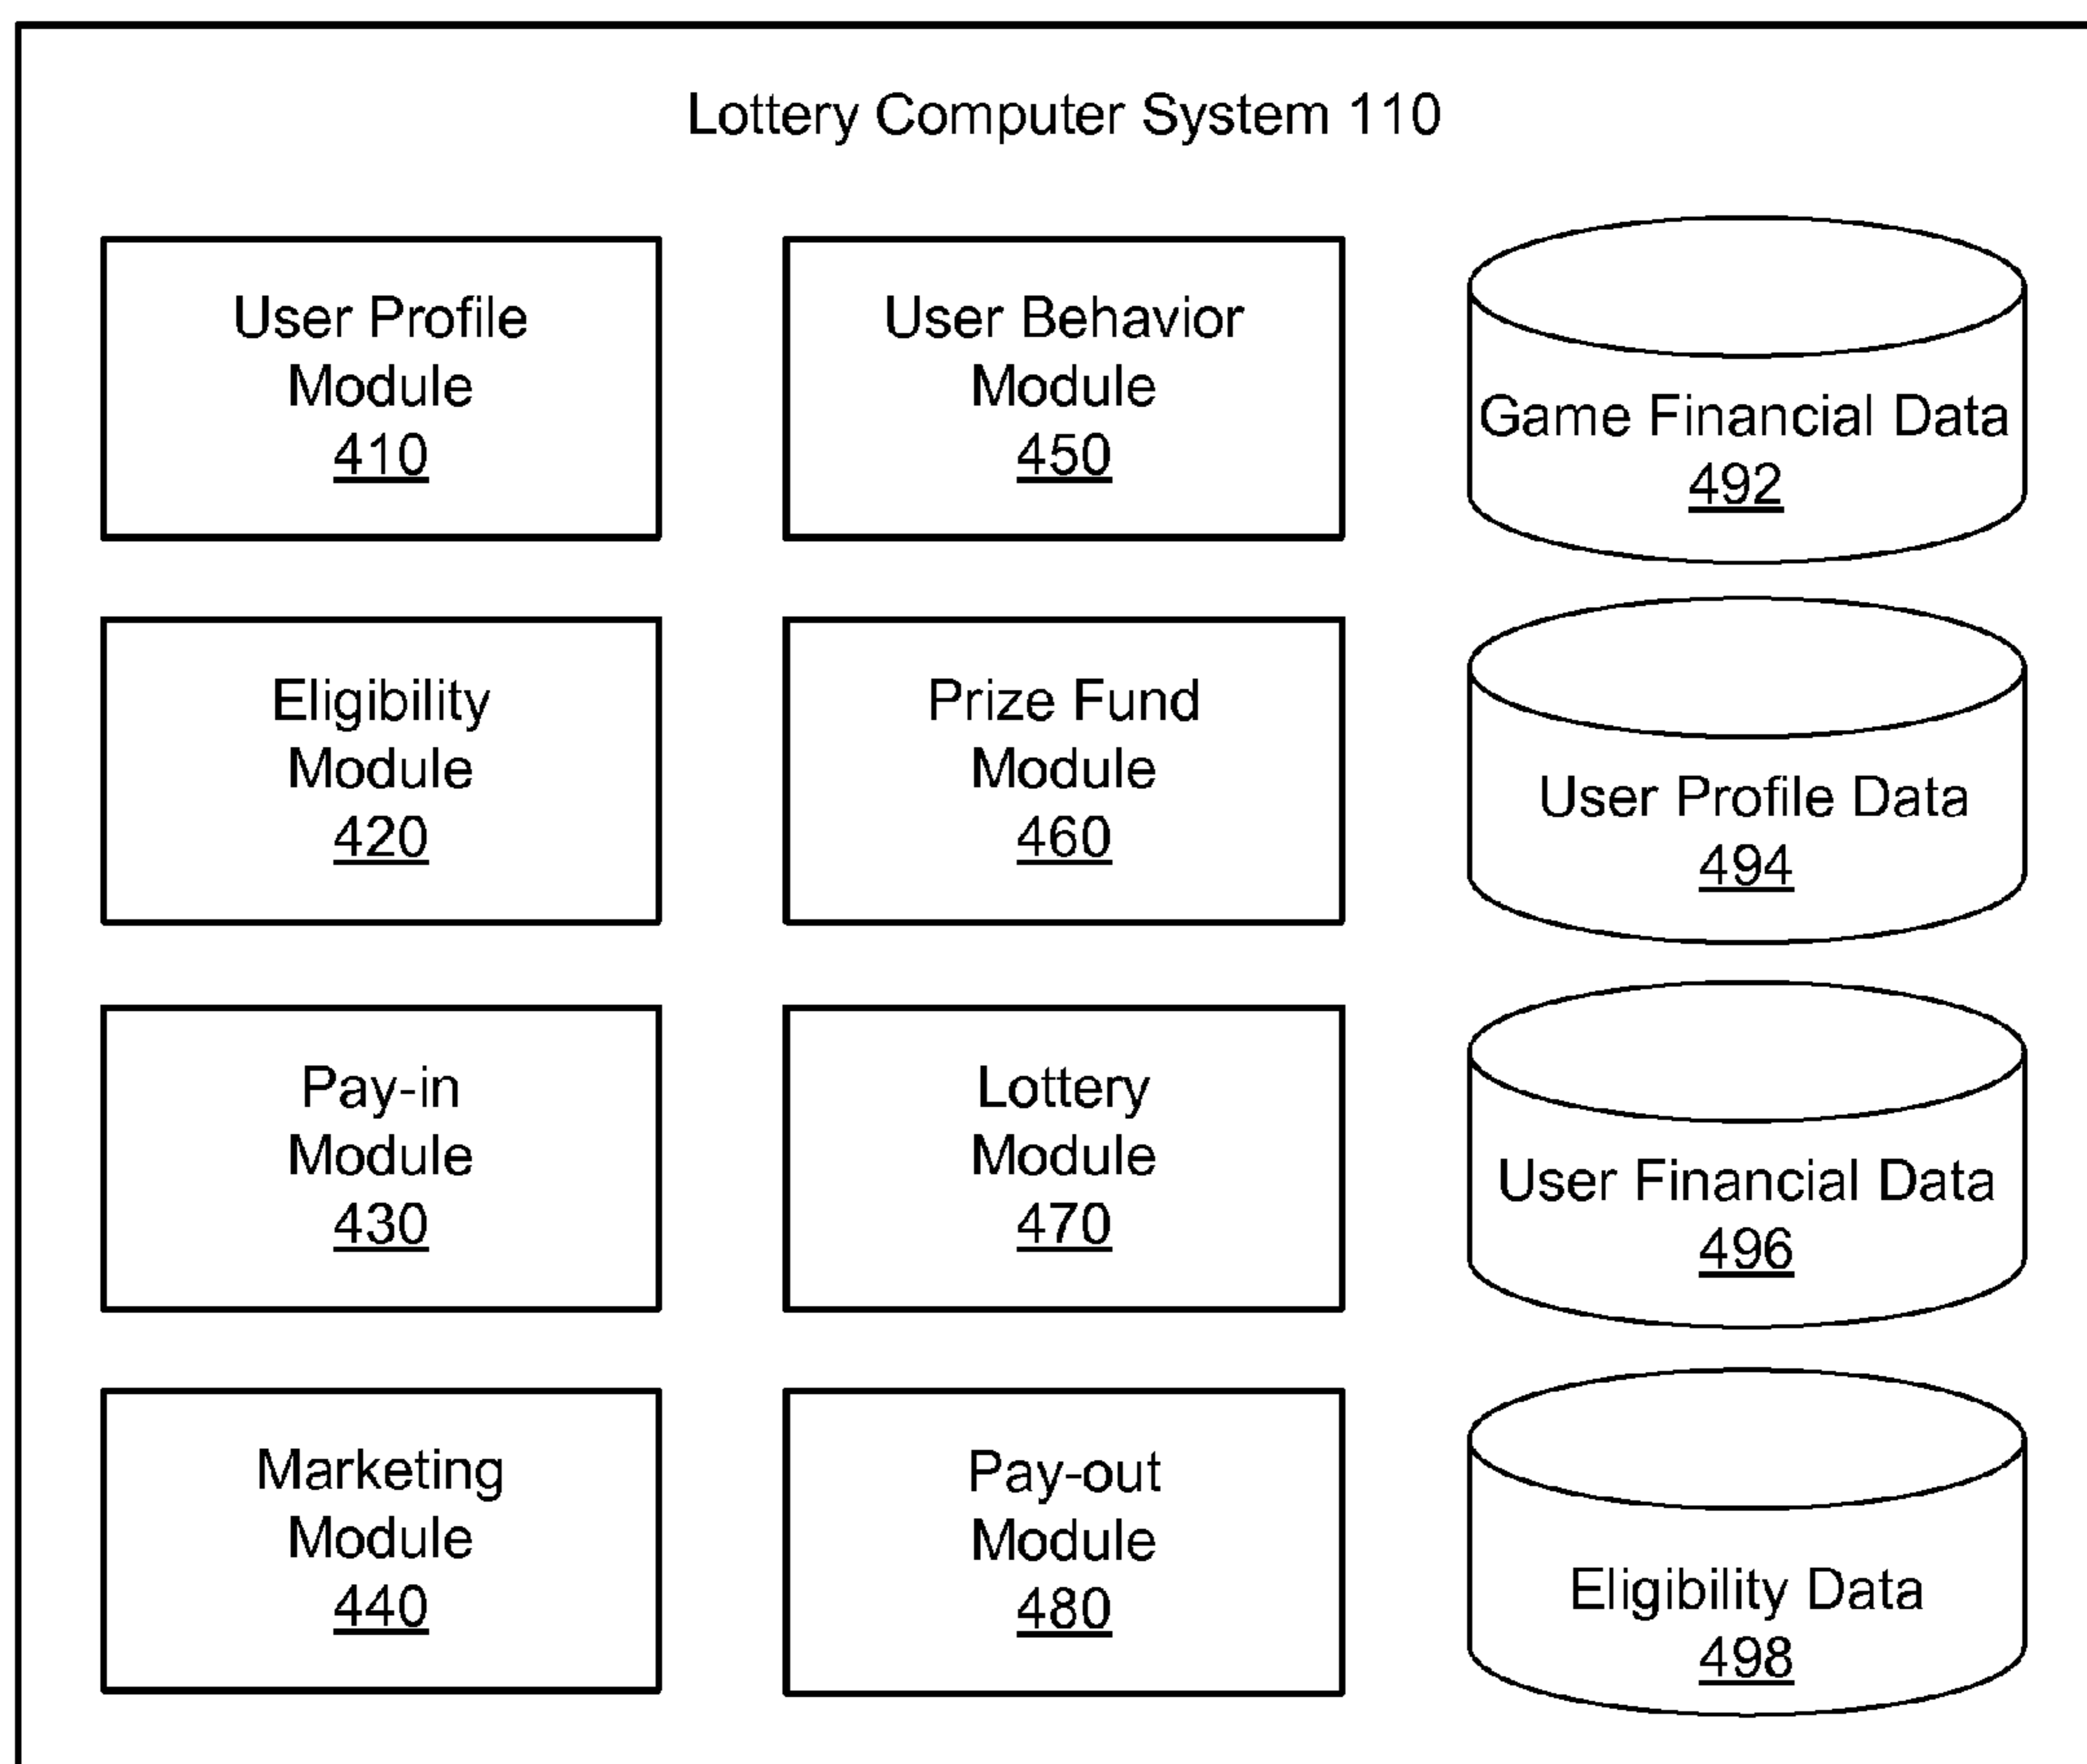 Lottery Computer System 110
User Profile
Module
410
User Behavior
Module
450
Game Financial Data
492
Eligibility
Module
420
Prize Fund
Module
460
User Profile Data
494
Pay-in
Module
430
Lottery
Module
470
User Financial Data
496
Marketing
Module
440
Pay-out
Module
480
Eligibility Data
498